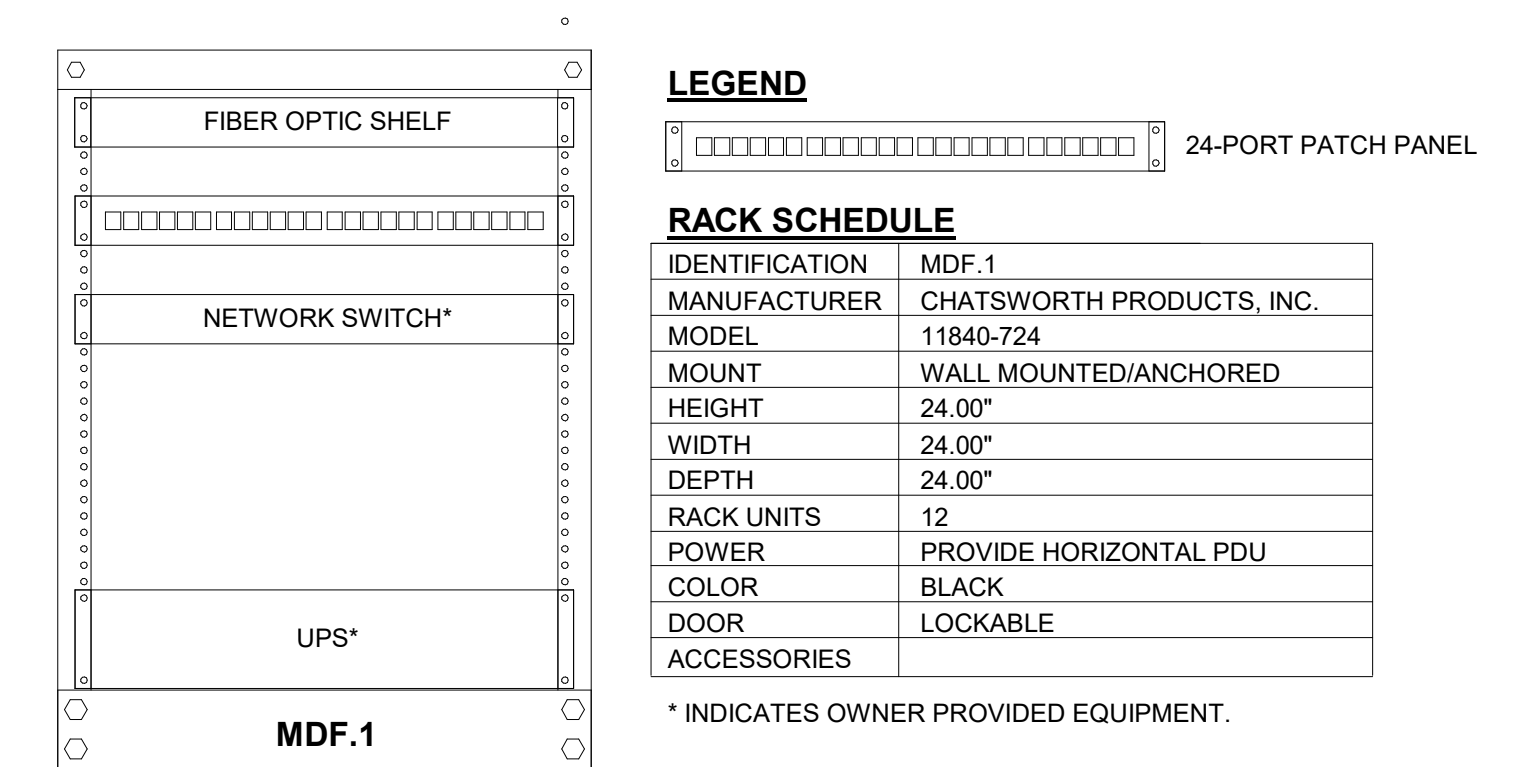 FIBER OPTIC SHELF
NETWORK SWITCH*
UPS*
MDF.1
LEGEND
24-PORT PATCH PANEL
RACK SCHEDULE
IDENTIFICATION MDF.1
MANUFACTURER CHATSWORTH PRODUCTS, INC.
MODEL 11840-724
MOUNT WALL MOUNTED/ANCHORED
HEIGHT 24.00"
WIDTH 24.00"
DEPTH 24.00"
RACK UNITS 12
POWER PROVIDE HORIZONTAL PDU
COLOR BLACK
DOOR LOCKABLE
ACCESSORIES
* INDICATES OWNER PROVIDED EQUIPMENT.